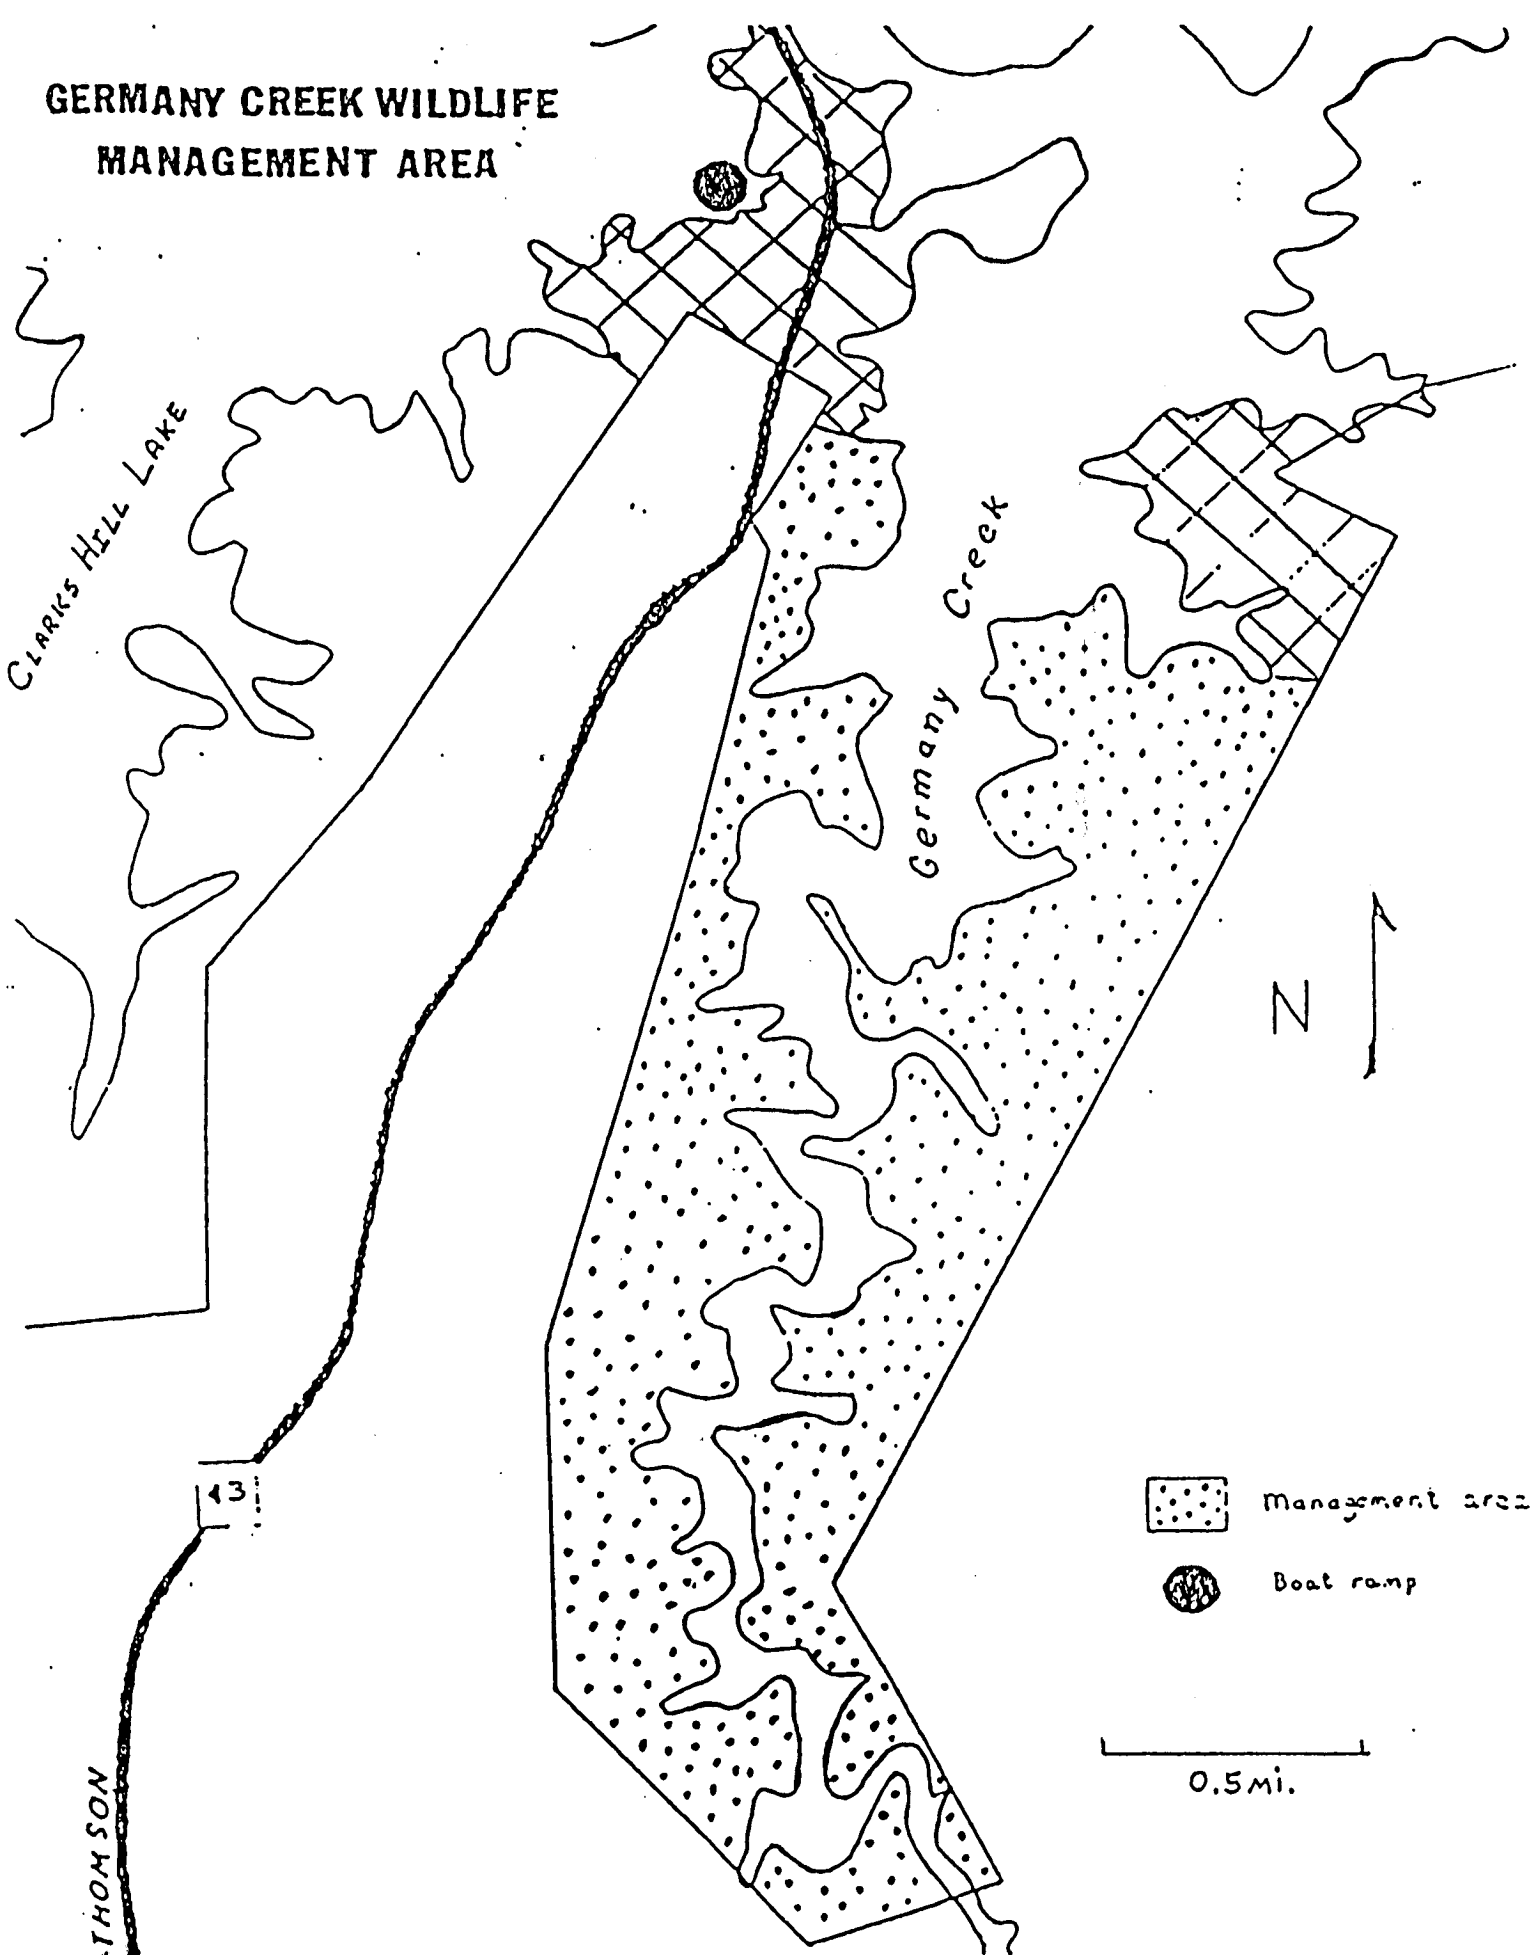 GERMANY CREEK WILDLIFE
MANAGEMENT AREA
CLARKS HILL LAKE
Germany Creek
N
43
Management area
Boat ramp
0.5 mi.
THOMSON